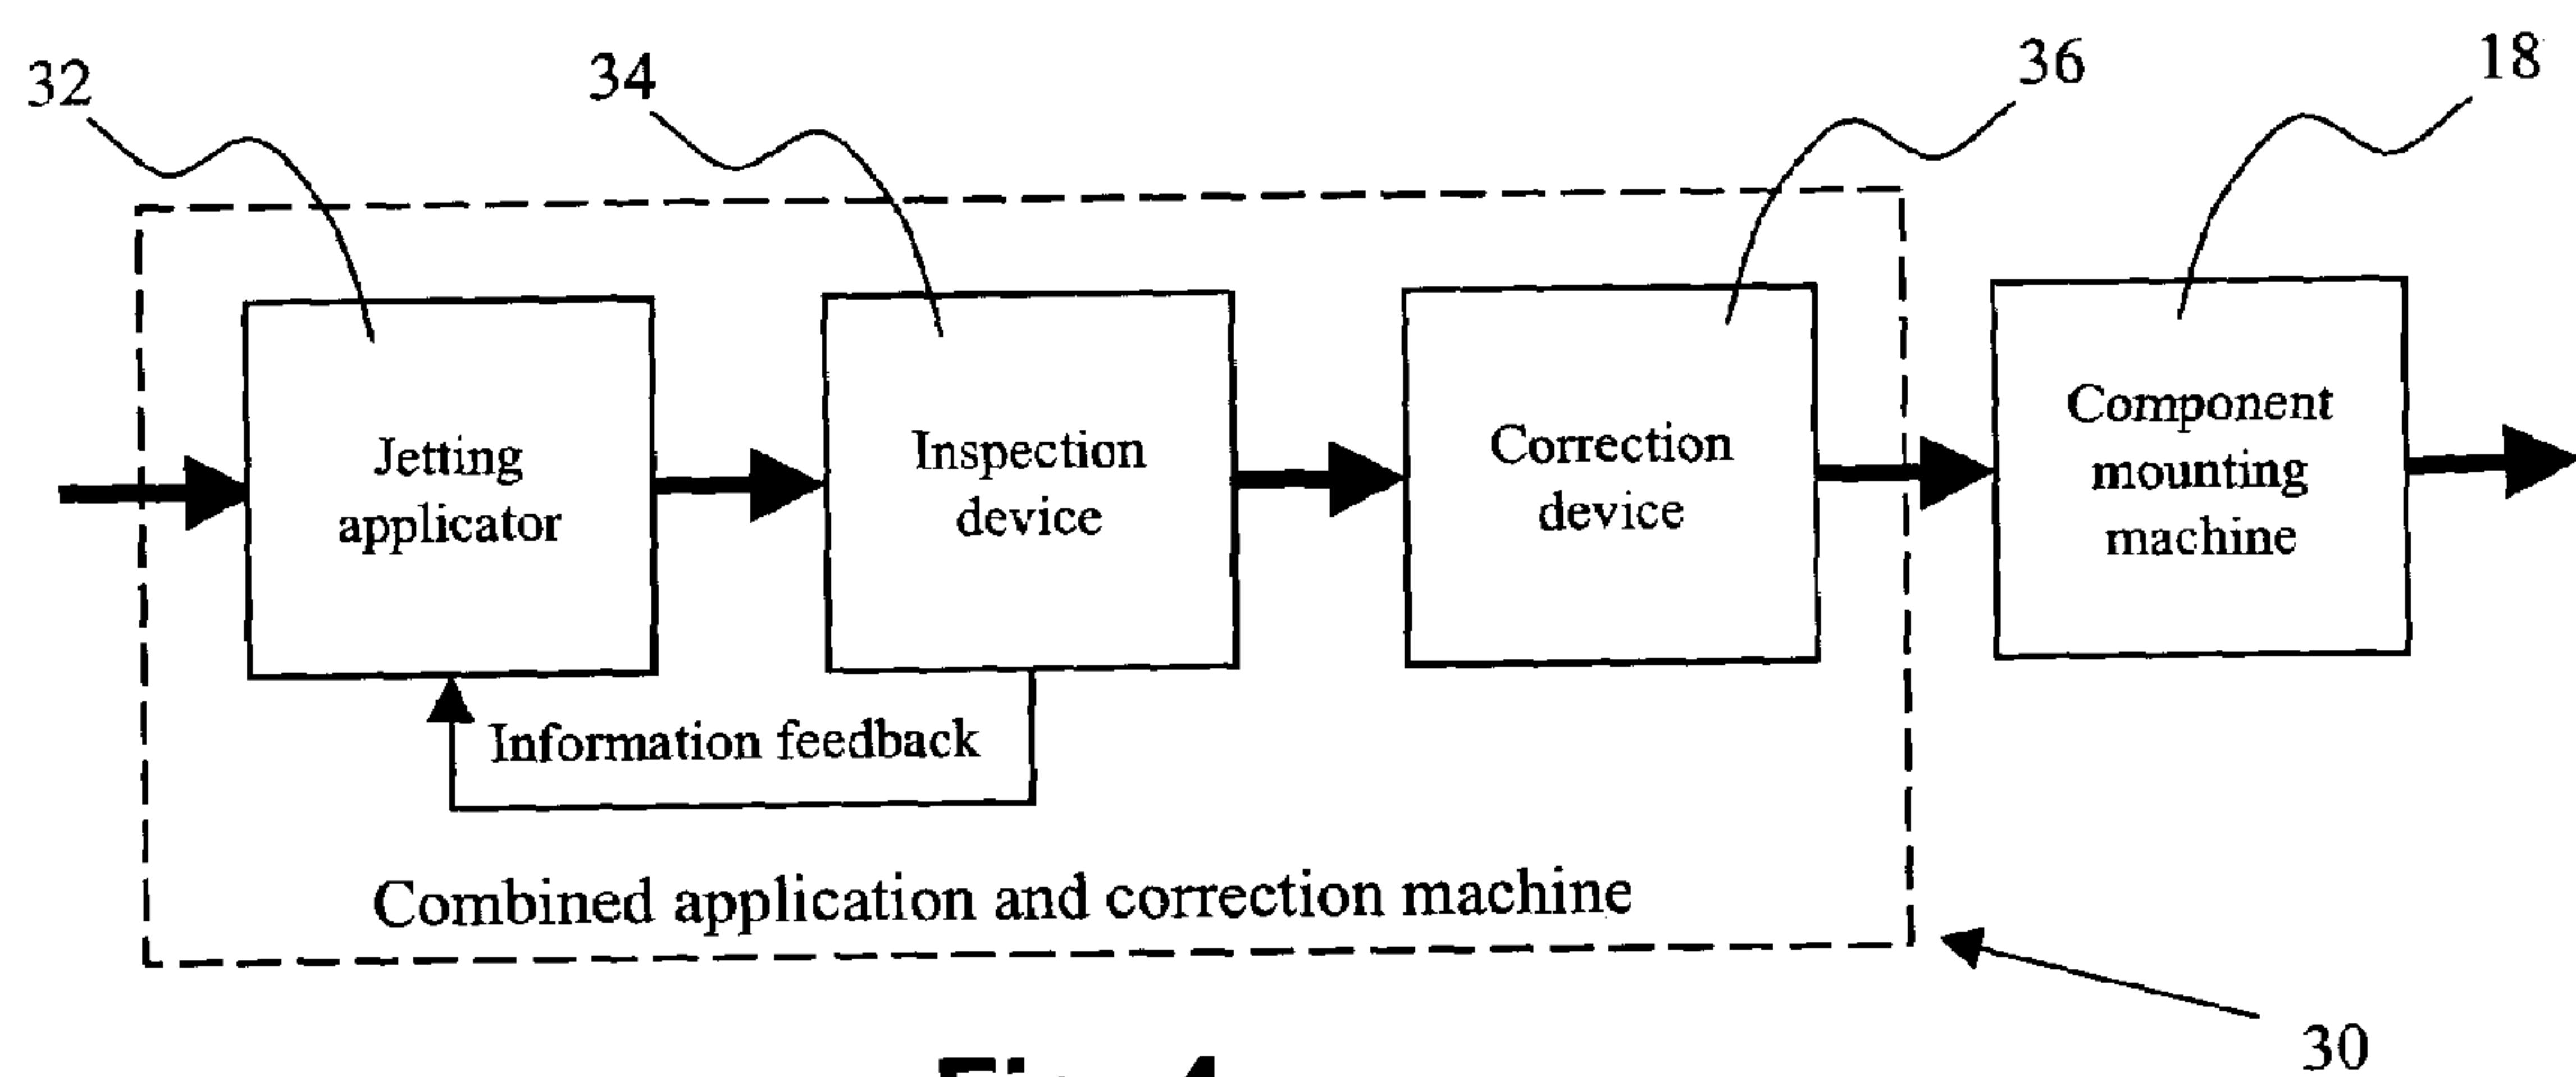 32
34
36
18
Jetting
applicator
Inspection
device
Correction
device
Component
mounting
machine
Information feedback
Combined application and correction machine
30